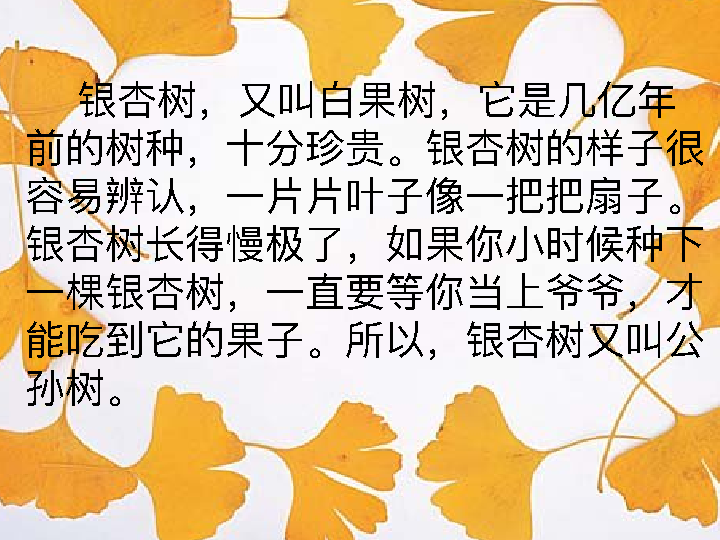 银杏树，又叫白果树，它是几亿年
前的树种，十分珍贵。银杏树的样子很
容易辨认，一片片叶子像一把把扇子。
银杏树长得慢极了，如果你小时候种下
一棵银杏树，一直要等你当上爷爷，才
能吃到它的果子。所以，银杏树又叫公
孙树。